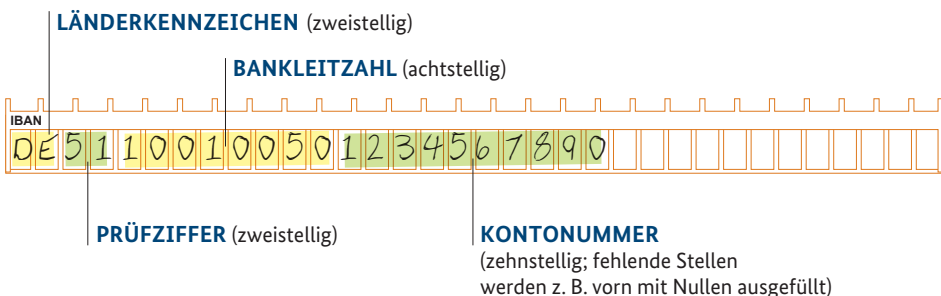 LÄNDERKENNZEICHEN (zweistellig)
BANKLEITZAHL (achtstellig)
IBAN
DE51100100501234567890
PRÜFZIFFER (zweistellig)
KONTONUMMER
(zehnstellig; fehlende Stellen
werden z. B. vorn mit Nullen ausgefüllt)